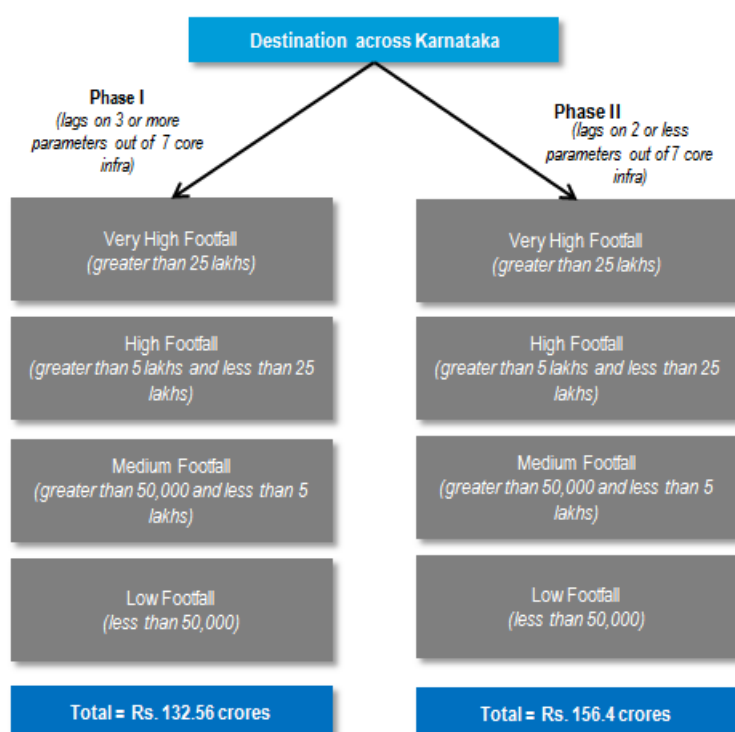 Destination across Karnataka
Phase I
(lags on 3 or more
parameters out of 7 core
infra)
Very High Footfall
(greater than 25 lakhs)
High Footfall
(greater than 5 lakhs and less than 25
lakhs)
Medium Footfall
(greater than 50,000 and less than 5
lakhs)
Low Footfall
(less than 50,000)
Total = Rs. 132.56 crores
Phase II
(lags on 2 or less
parameters out of 7 core
infra)
Very High Footfall
(greater than 25 lakhs)
High Footfall
(greater than 5 lakhs and less than 25
lakhs)
Medium Footfall
(greater than 50,000 and less than 5
lakhs)
Low Footfall
(less than 50,000)
Total = Rs. 156.4 crores